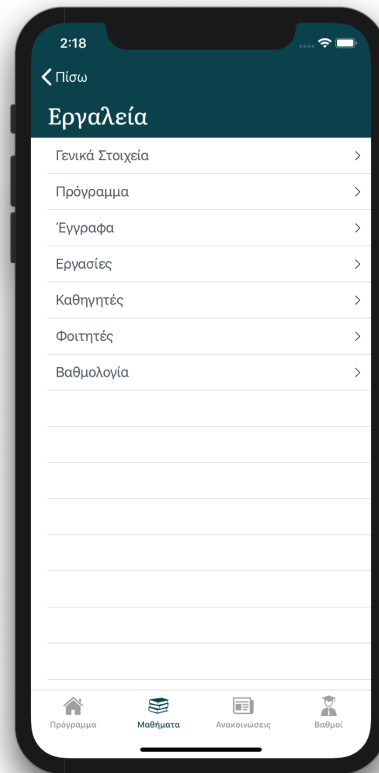 2:18
Πίσω
Εργαλεία
Γενικά Στοιχεία
Πρόγραμμα
Έγγραφα
Εργασίες
Καθηγητές
Φοιτητές
Βαθμολογία
Πρόγραμμα Μαθήματα Ανακοινώσεις Βαθμοί